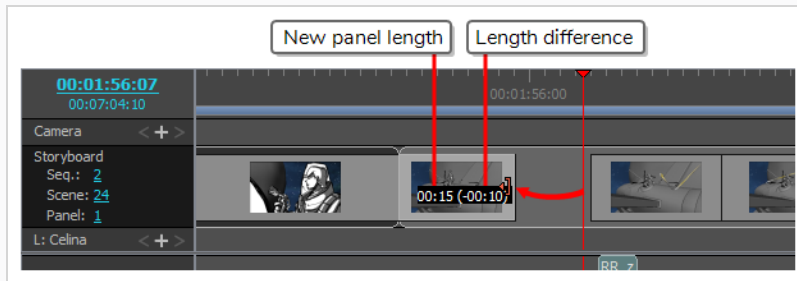 New panel length
Length difference
00:01:56:07
00:07:04:10
00:01:56:00
Camera < + >
Storyboard
Seq.: 2
Scene: 24
Panel: 1
00:15 (-00:10)
L: Celina < + >
RR_z